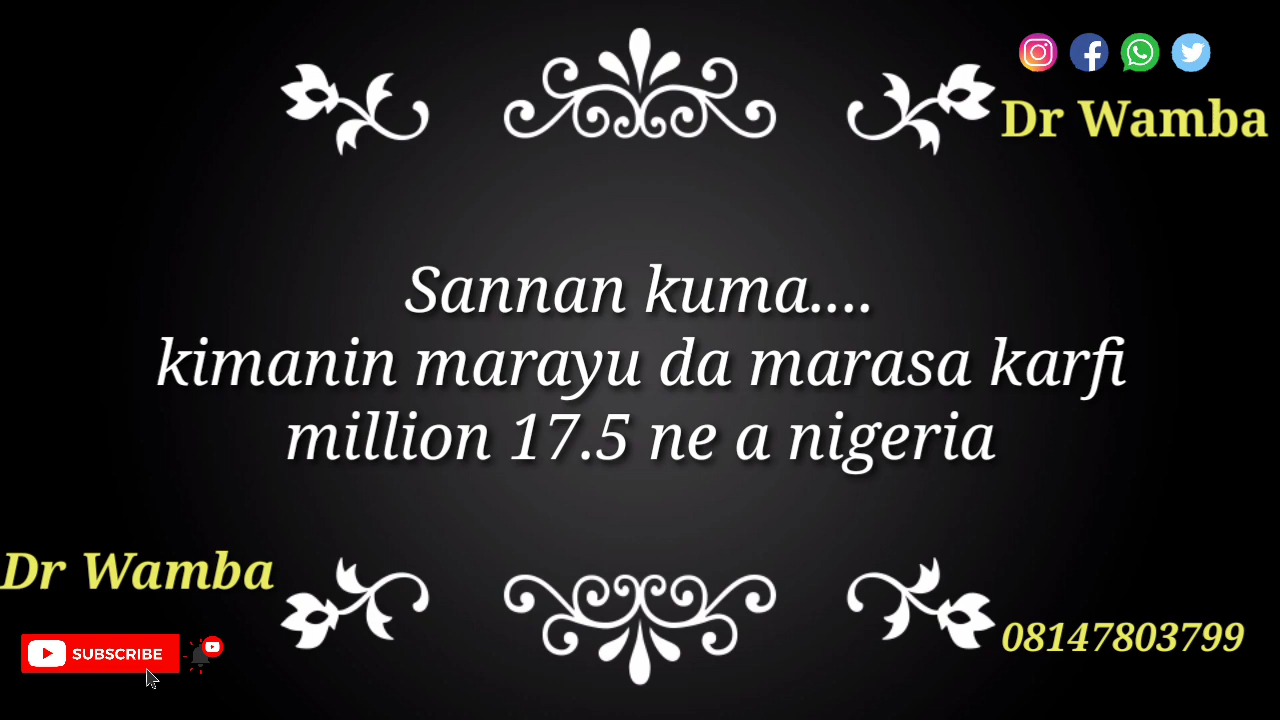 Dr Wamba
Sannan kuma....
kimanin marayu da marasa karfi
million 17.5 ne a nigeria
Dr Wamba
SUBSCRIBE
08147803799